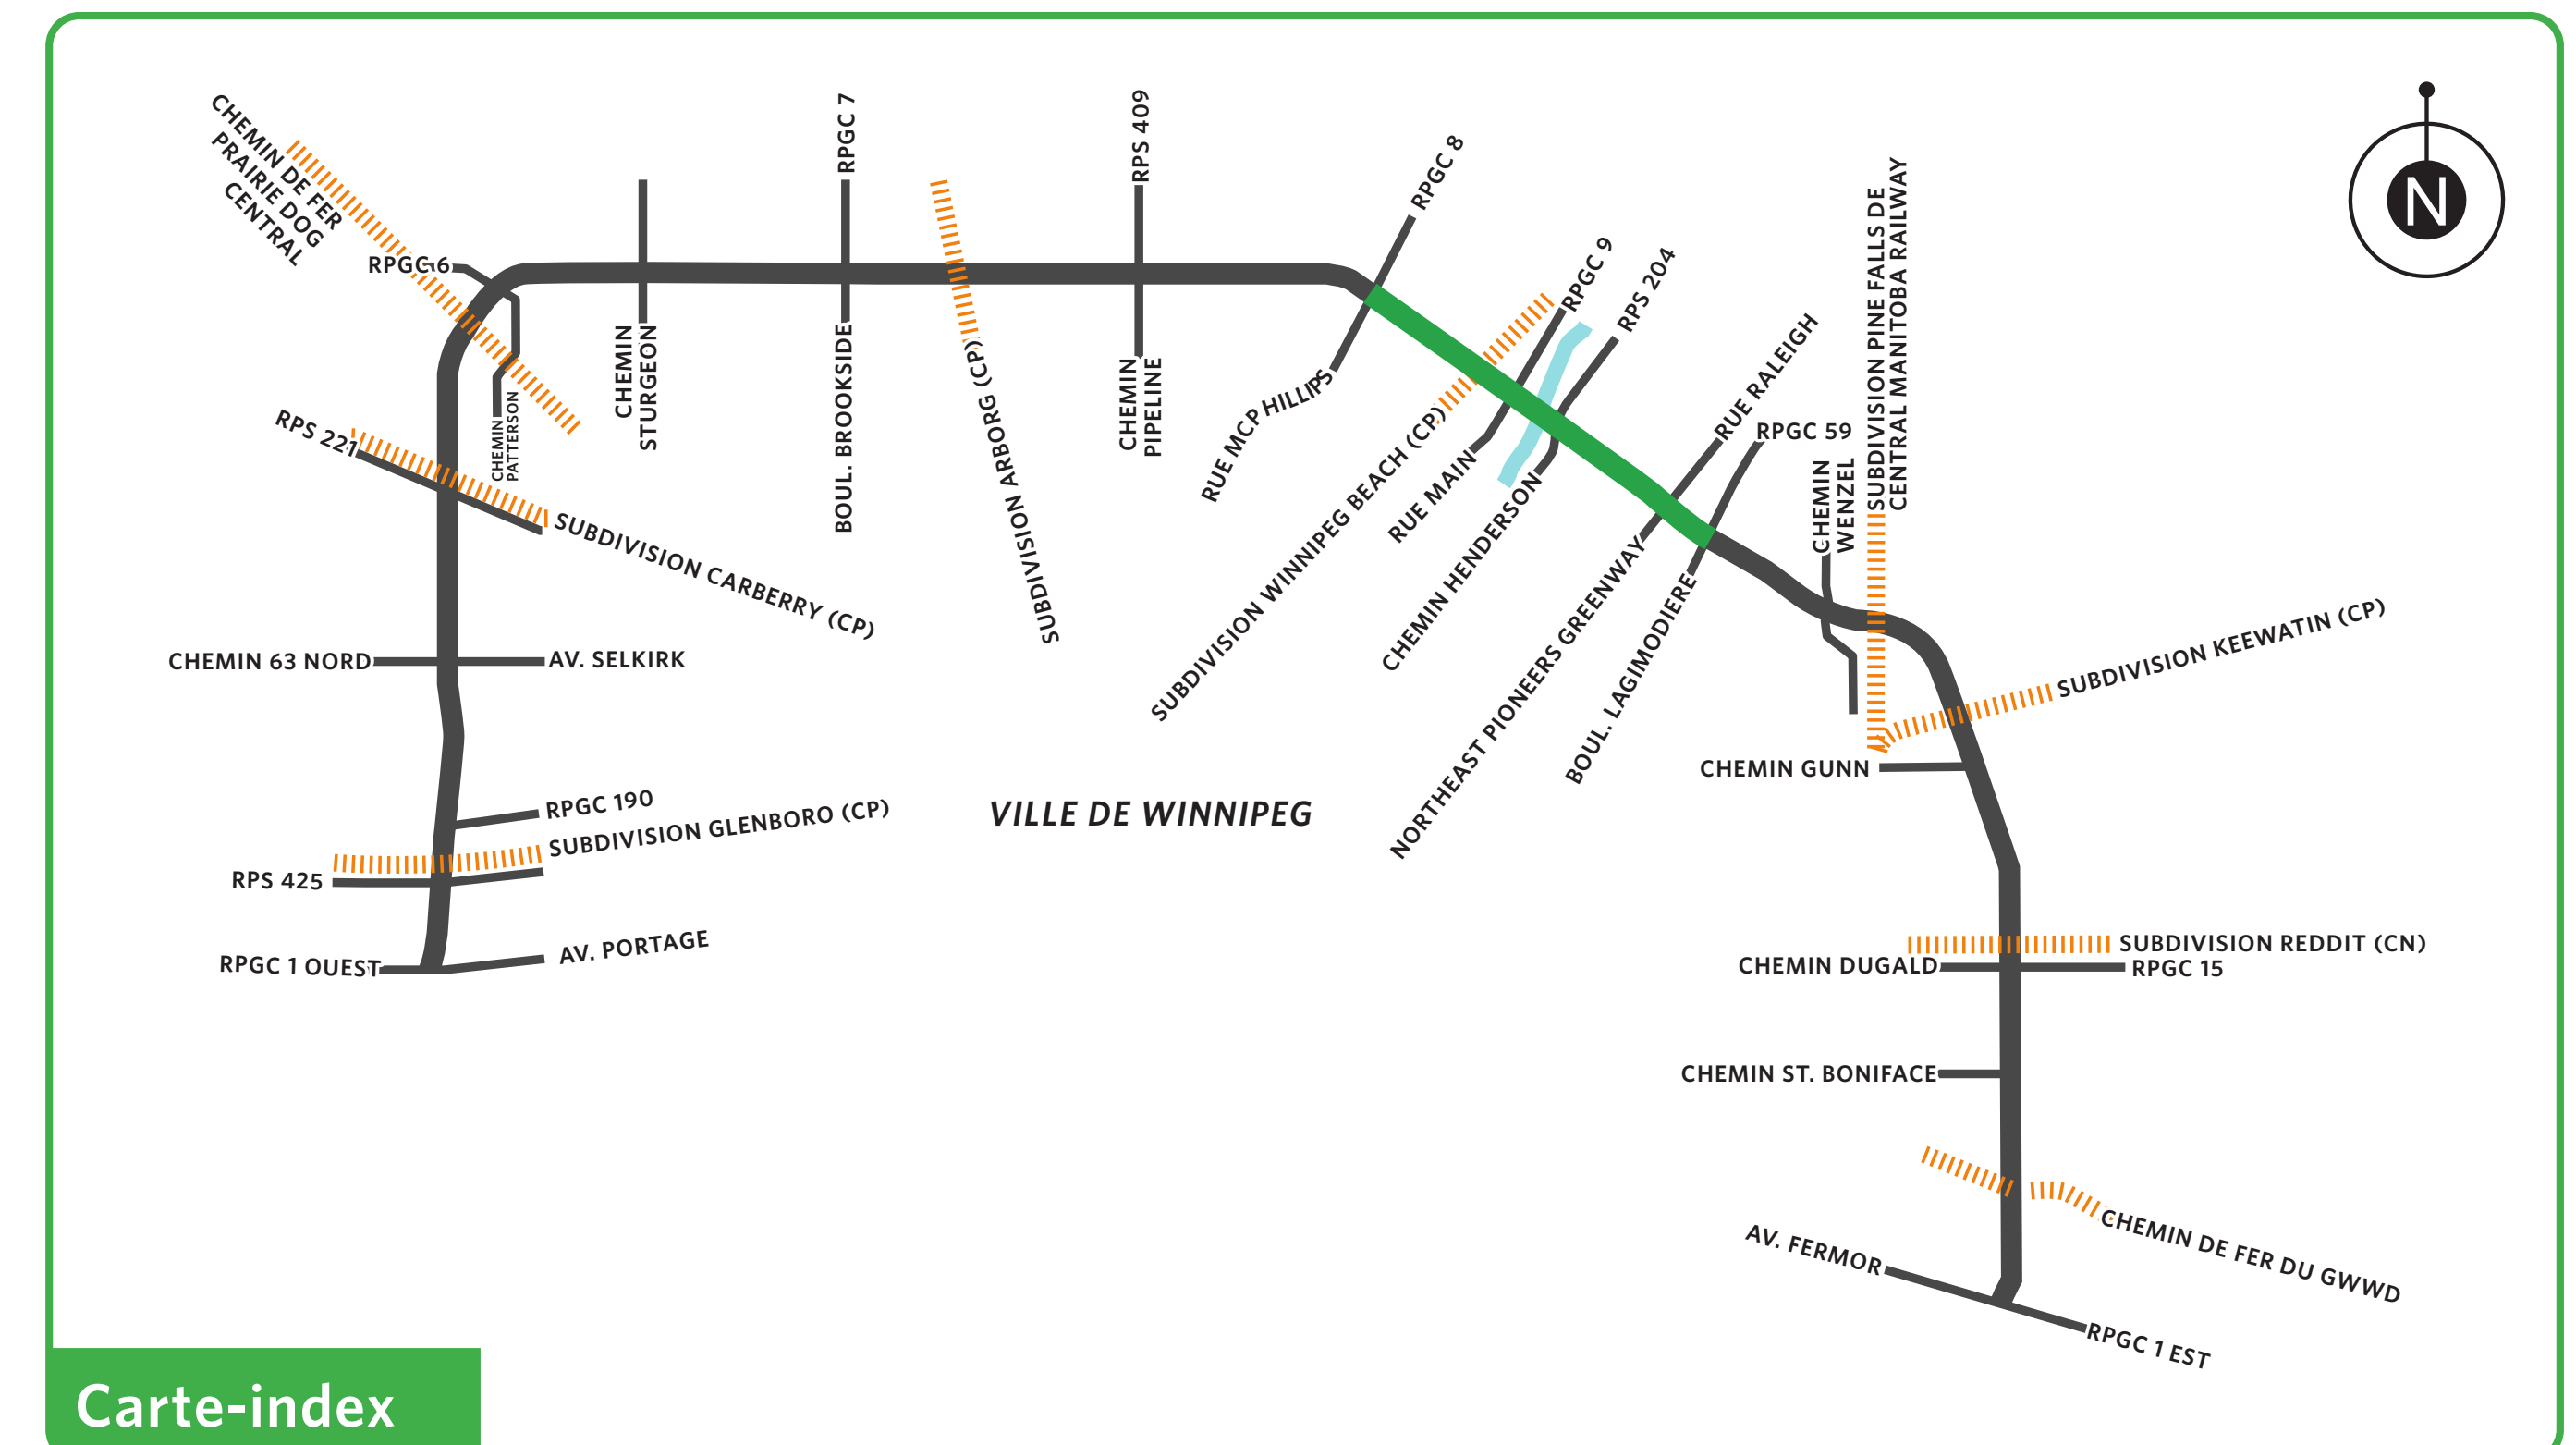 CHEMIN DE FER
PRAIRIE DOG
CENTRAL
RPGC 6
CHEMIN
PATTERSON
RPS 221
SUBDIVISION CARBERRY (CP)
CHEMIN 63 NORD
AV. SELKIRK
RPGC 190
SUBDIVISION GLENBORO (CP)
RPS 425
RPGC 1 OUEST
AV. PORTAGE
CHEMIN
STURGEON
RPGC 7
BOUL. BROOKSIDE
SUBDIVISION ARBORG (CP)
RPS 409
CHEMIN
PIPELINE
RPGC 8
RUE MCP HILLIPS
SUBDIVISION WINNIPEG BEACH (CP)
RPGC 9
RUE MAIN
RPS 204
CHEMIN HENDERSON
RUE RALEIGH
NORTHEAST PIONEERS GREENWAY
RPGC 59
BOUL. LAGIMODIERE
CHEMIN
WENZEL
SUBDIVISION PINE FALLS DE
CENTRAL MANITOBA RAILWAY
N
SUBDIVISION KEEWATIN (CP)
CHEMIN GUNN
VILLE DE WINNIPEG
SUBDIVISION REDDIT (CN)
CHEMIN DUGALD
RPGC 15
CHEMIN ST. BONIFACE
CHEMIN DE FER DU GWWD
AV. FERMOR
RPGC 1 EST
Carte-index